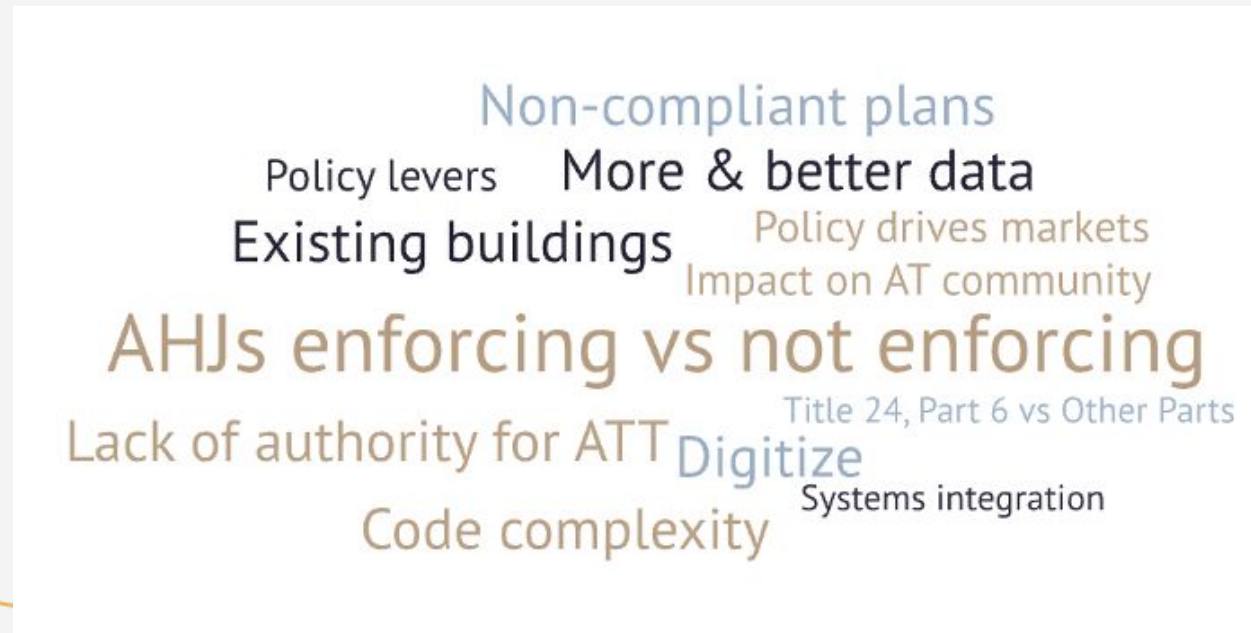 Non-compliant plans
Policy levers
More & better data
Existing buildings
Policy drives markets
Impact on AT community
AHJs enforcing vs not enforcing
Title 24, Part 6 vs Other Parts
Lack of authority for ATT
Digitize
Systems integration
Code complexity